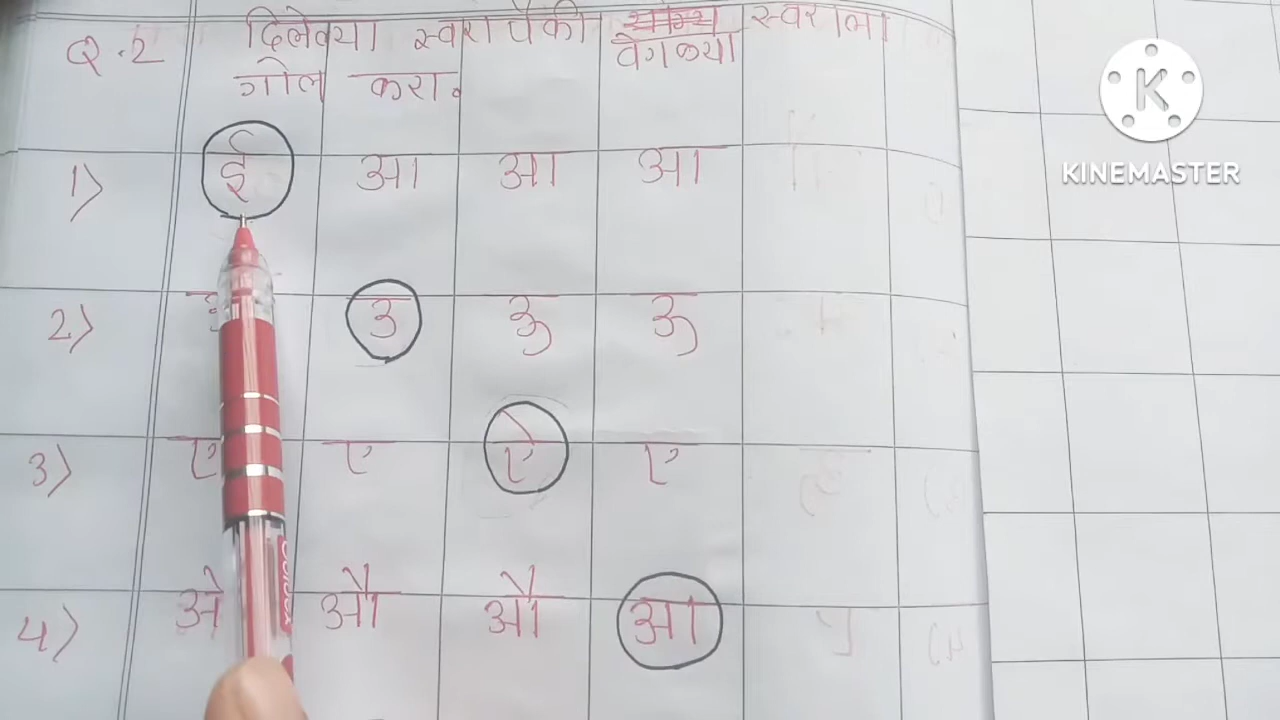 Q.2 दिलेल्या स्वरापैकी वेगळ्या स्वराला
गोल करा.
1) ई आ आ आ
2) उ ऊ ऊ
3) ए ए ऐ ए
4) औ औ आ
KINEMASTER